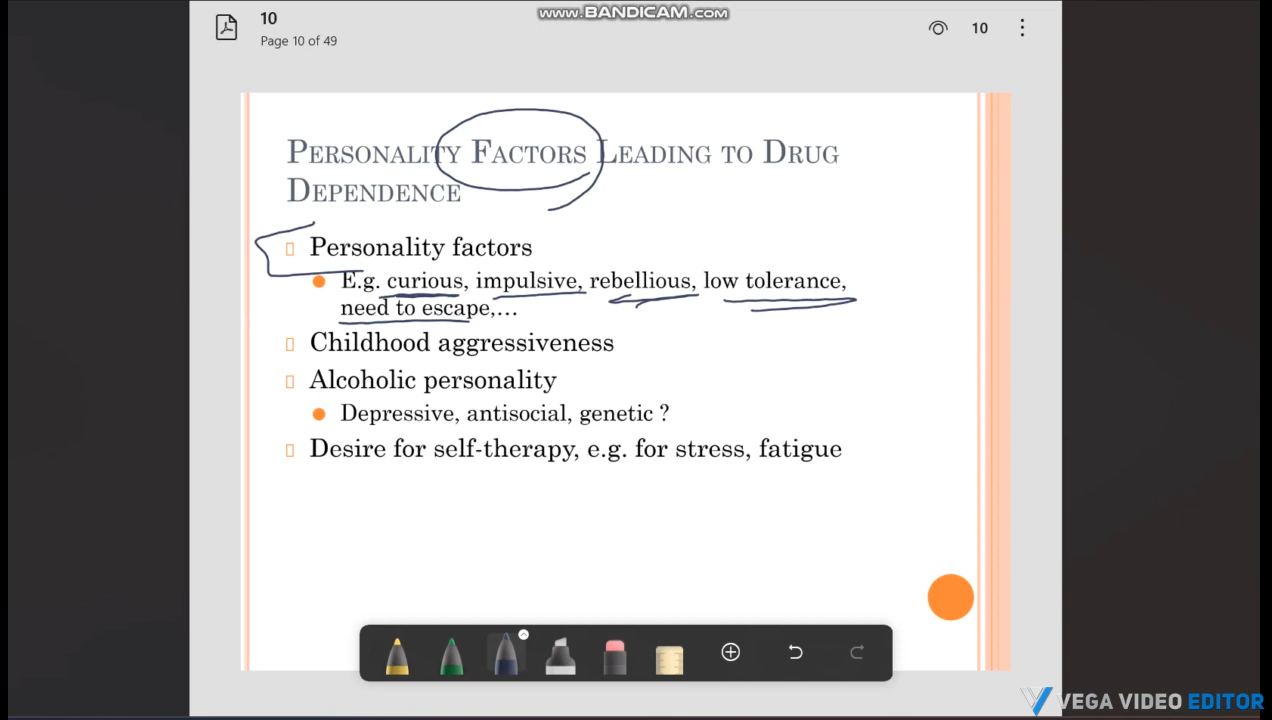 www.BANDICAM.com
10
Page 10 of 49
10
Personality Factors Leading to Drug
Dependence
Personality factors
E.g. curious, impulsive, rebellious, low tolerance,
need to escape,...
Childhood aggressiveness
Alcoholic personality
Depressive, antisocial, genetic ?
Desire for self-therapy, e.g. for stress, fatigue
VEGA VIDEO EDITOR